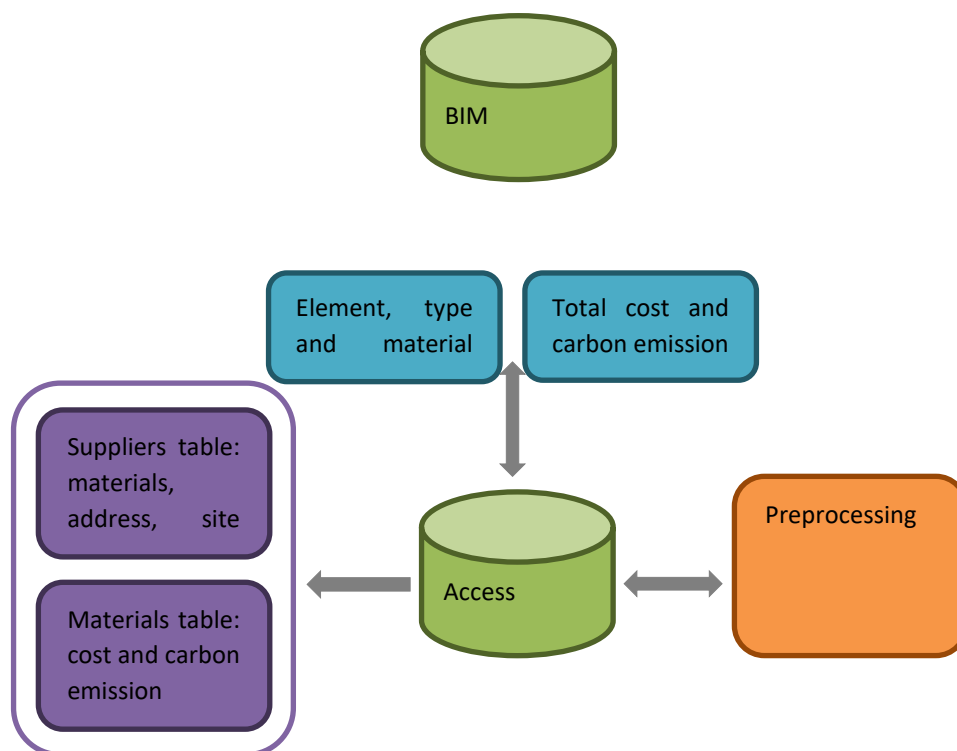 BIM
Element, type
and material
Total cost and
carbon emission
Suppliers table:
materials,
address, site
Materials table:
cost and carbon
emission
Access
Preprocessing